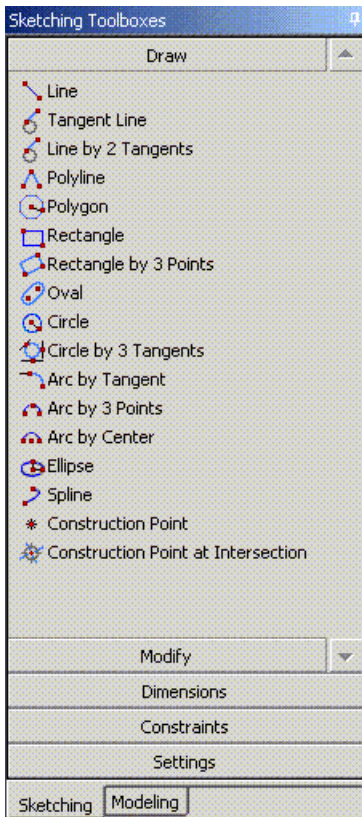 Sketching Toolboxes
Draw
Line
Tangent Line
Line by 2 Tangents
Polyline
Polygon
Rectangle
Rectangle by 3 Points
Oval
Circle
Circle by 3 Tangents
Arc by Tangent
Arc by 3 Points
Arc by Center
Ellipse
Spline
Construction Point
Construction Point at Intersection
Modify
Dimensions
Constraints
Settings
Sketching Modeling